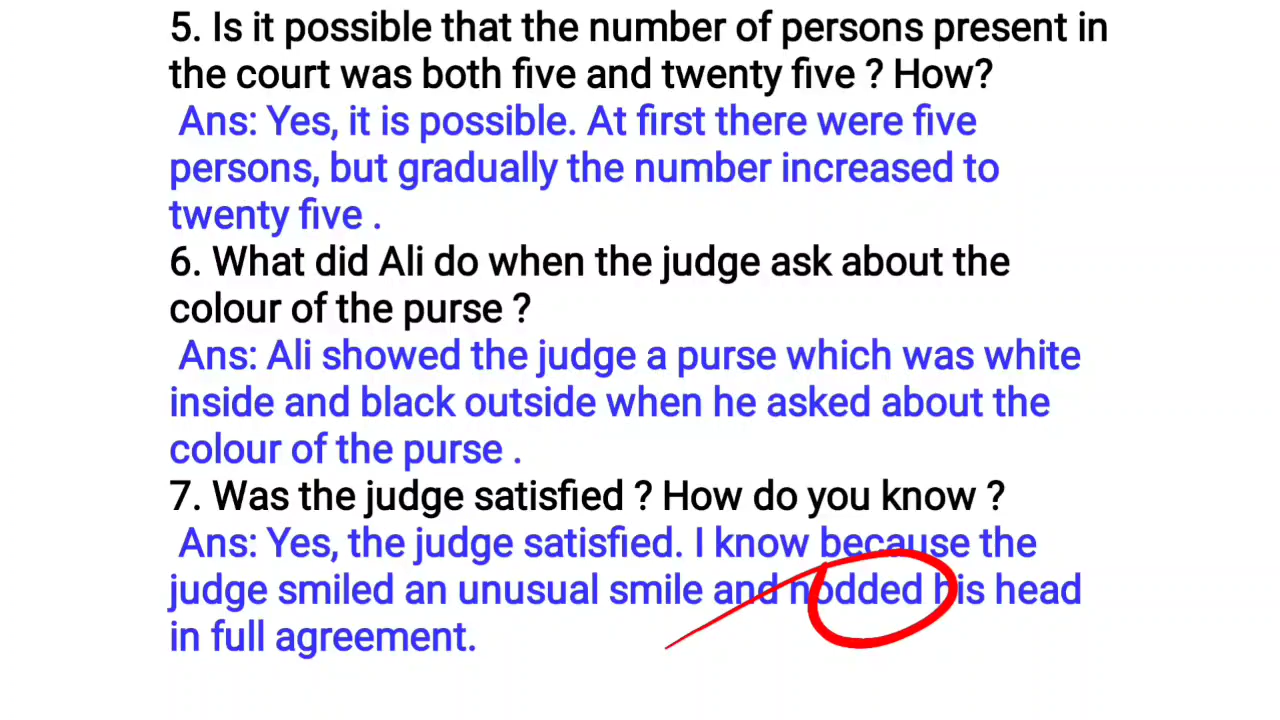 5. Is it possible that the number of persons present in
the court was both five and twenty five ? How?
Ans: Yes, it is possible. At first there were five
persons, but gradually the number increased to
twenty five .
6. What did Ali do when the judge ask about the
colour of the purse ?
Ans: Ali showed the judge a purse which was white
inside and black outside when he asked about the
colour of the purse .
7. Was the judge satisfied ? How do you know ?
Ans: Yes, the judge satisfied. I know because the
judge smiled an unusual smile and nodded his head
in full agreement.